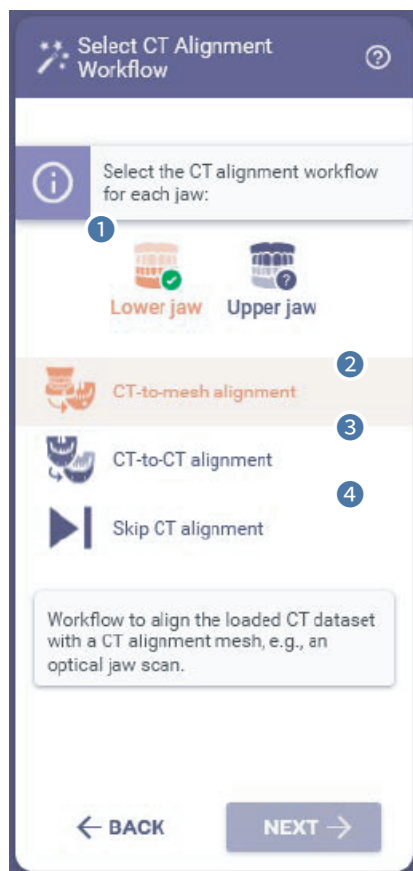 Select CT Alignment
Workflow
?
i
Select the CT alignment workflow
for each jaw:
1
?
Lower jaw
Upper jaw
2
CT-to-mesh alignment
3
CT-to-CT alignment
4
Skip CT alignment
Workflow to align the loaded CT dataset
with a CT alignment mesh, e.g., an
optical jaw scan.
BACK
NEXT